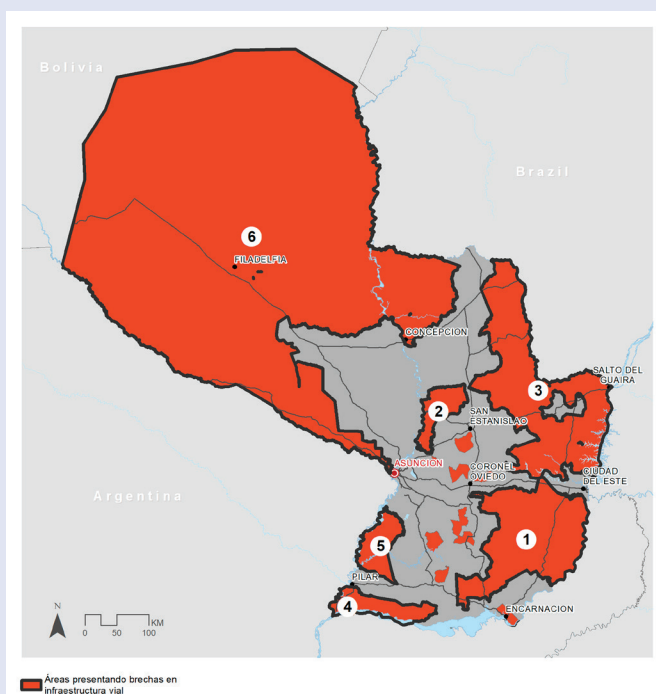 Bolivia
Brazil
6
FILADELFIA
CONCEPCION
SALTO DEL
GUAIRA
3
2
SAN
ESTANISLAO
ASUNCIÓN
CORONEL
OVIEDO
CIUDAD
DEL ESTE
Argentina
1
5
PILAR
4
ENCARNACION
N
0 50 100 KM
Áreas presentando brechas en
infraestructura vial